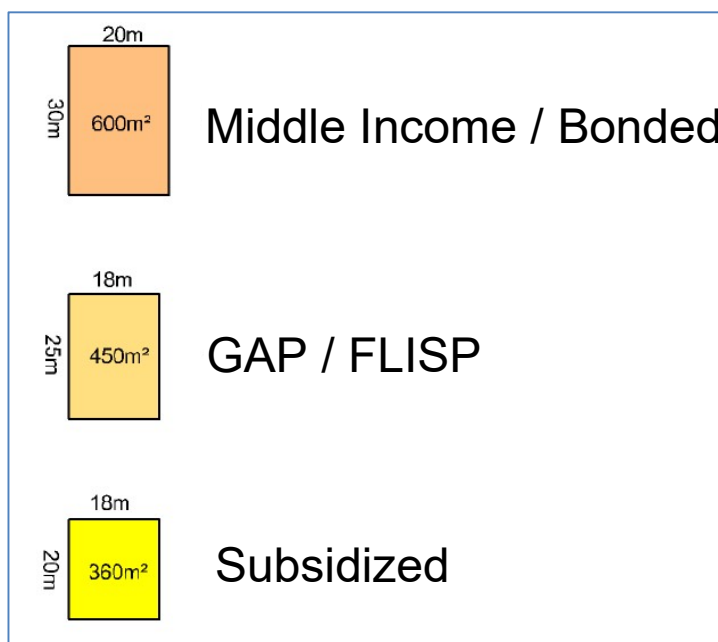 20m
30m
600m²
Middle Income / Bonded
18m
25m
450m²
GAP / FLISP
18m
20m
360m²
Subsidized